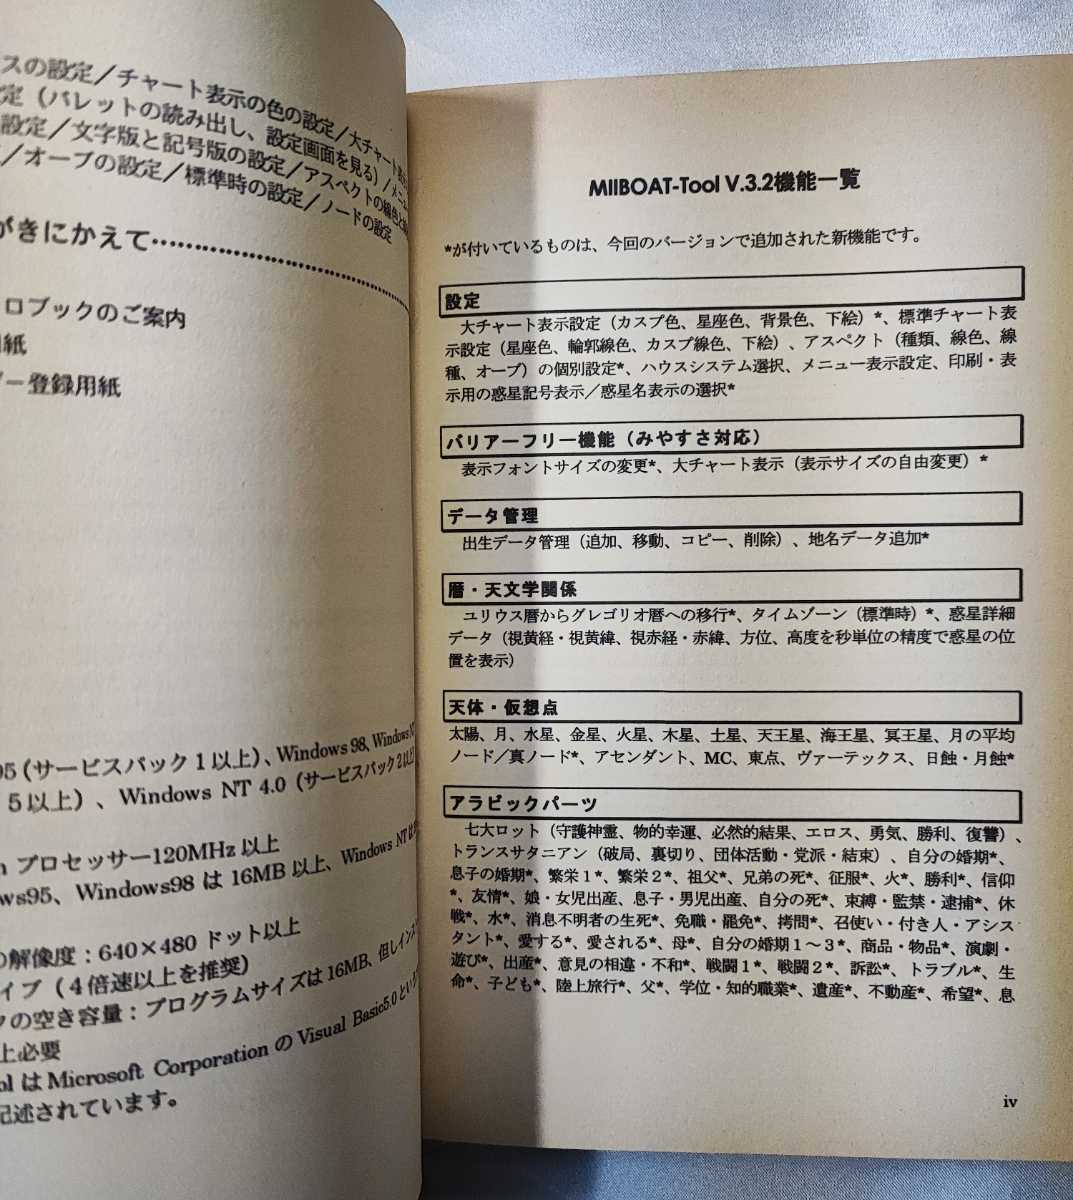 スの設定／チャート表示の色の設定／大チャート
定（パレットの読み出し、設定画面を見る）／メニュー
設定／文字版と記号版の設定／アスペクトの線色と
／オーブの設定／標準時の設定／ノードの設定
がきにかえて
ロブックのご案内
紙
ー登録用紙
95（サービスパック１以上）、Windows 98、Windows NT
５以上）、Windows NT 4.0（サービスパック２以上
プロセッサー120MHz 以上
ws95、Windows98 は 16MB 以上、Windows NT は
の解像度：640×480 ドット以上
イブ（４倍速以上を推奨）
クの空き容量：プログラムサイズは 16MB、但しインス
上必要
ol は Microsoft Corporation の Visual Basic5.0 という
記述されています。
MIIBOAT-Tool V.3.2機能一覧
*が付いているものは、今回のバージョンで追加された新機能です。
設定
大チャート表示設定（カスプ色、星座色、背景色、下絵）*、標準チャート表
示設定（星座色、輪郭線色、カスプ線色、下絵）、アスペクト（種類、線色、線
種、オーブ）の個別設定*、ハウスシステム選択、メニュー表示設定、印刷・表
示用の惑星記号表示／惑星名表示の選択*
バリアーフリー機能（みやすさ対応）
表示フォントサイズの変更*、大チャート表示（表示サイズの自由変更）*
データ管理
出生データ管理（追加、移動、コピー、削除）、地名データ追加*
暦・天文学関係
ユリウス暦からグレゴリオ暦への移行*、タイムゾーン（標準時）*、惑星詳細
データ（視黄経・視黄緯、視赤経・赤緯、方位、高度を秒単位の精度で惑星の位
置を表示）
天体・仮想点
太陽、月、水星、金星、火星、木星、土星、天王星、海王星、冥王星、月の平均
ノード／真ノード*、アセンダント、MC、東点、ヴァーテックス、日蝕・月蝕*
アラビックパーツ
七大ロット（守護神霊、物的幸運、必然的結果、エロス、勇気、勝利、復讐）、
トランスサタニアン（破局、裏切り、団体活動・党派・結束）、自分の婚期*、
息子の婚期*、繁栄１*、繁栄２*、祖父*、兄弟の死*、征服*、火*、勝利*、信仰
*、友情*、娘・女児出産、息子・男児出産、自分の死*、束縛・監禁・逮捕*、休
戦*、水*、消息不明者の生死*、免職・罷免*、拷問*、召使い・付き人・アシス
タント*、愛する*、愛される*、母*、自分の婚期１～３*、商品・物品*、演劇・
遊び*、出産*、意見の相違・不和*、戦闘１*、戦闘２*、訴訟*、トラブル*、生
命*、子ども*、陸上旅行*、父*、学位・知的職業*、遺産*、不動産*、希望*、息
iv